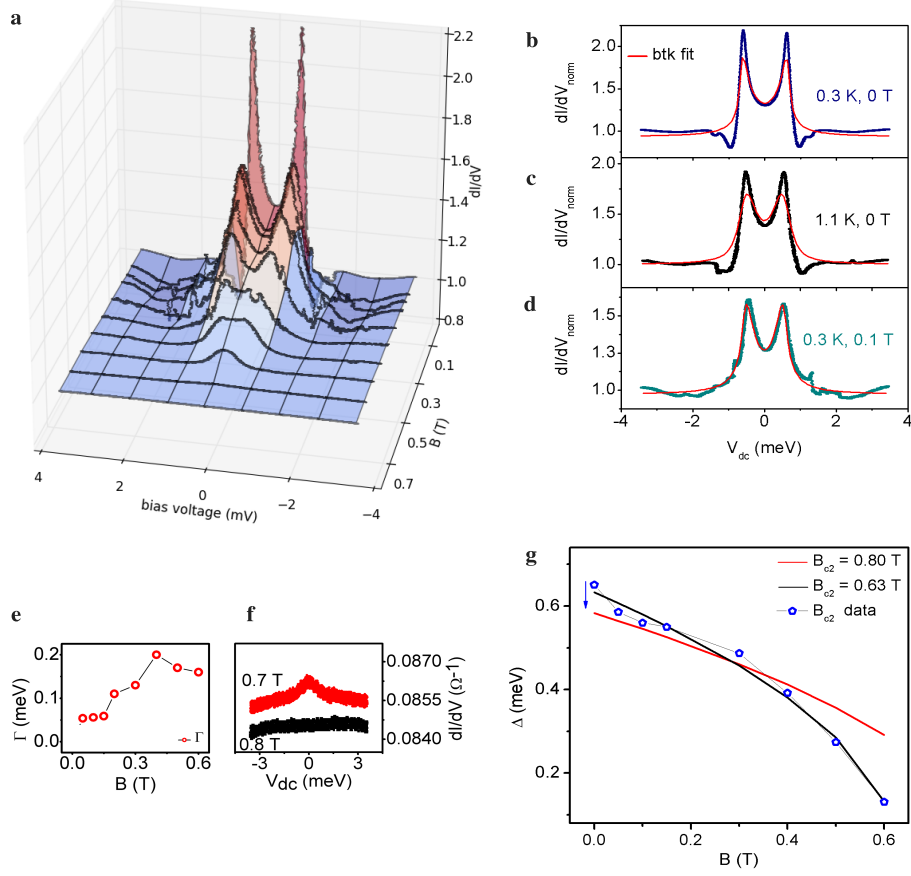 a
2.2
2.0
1.8
1.6
1.4
1.2
1.0
0.8
dI/dV
0.1
0.3
0.5
0.7
B (T)
4
2
0
−2
−4
bias voltage (mV)
b
2.0
1.5
1.0
dI/dVnorm
btk fit
0.3 K, 0 T
c
2.0
1.5
1.0
dI/dVnorm
1.1 K, 0 T
d
1.5
1.3
1.0
dI/dVnorm
0.3 K, 0.1 T
-4 -2 0 2 4
Vdc (meV)
e
0.2
0.1
0.0
Γ (meV)
Γ
0.0 0.3 0.6
B (T)
f
0.7 T
0.8 T
0.0870
0.0855
0.0840
dI/dV (Ω-1)
-3 0 3
Vdc (meV)
g
Bc2 = 0.80 T
Bc2 = 0.63 T
Bc2 data
0.6
0.4
0.2
Δ (meV)
0.0 0.2 0.4 0.6
B (T)